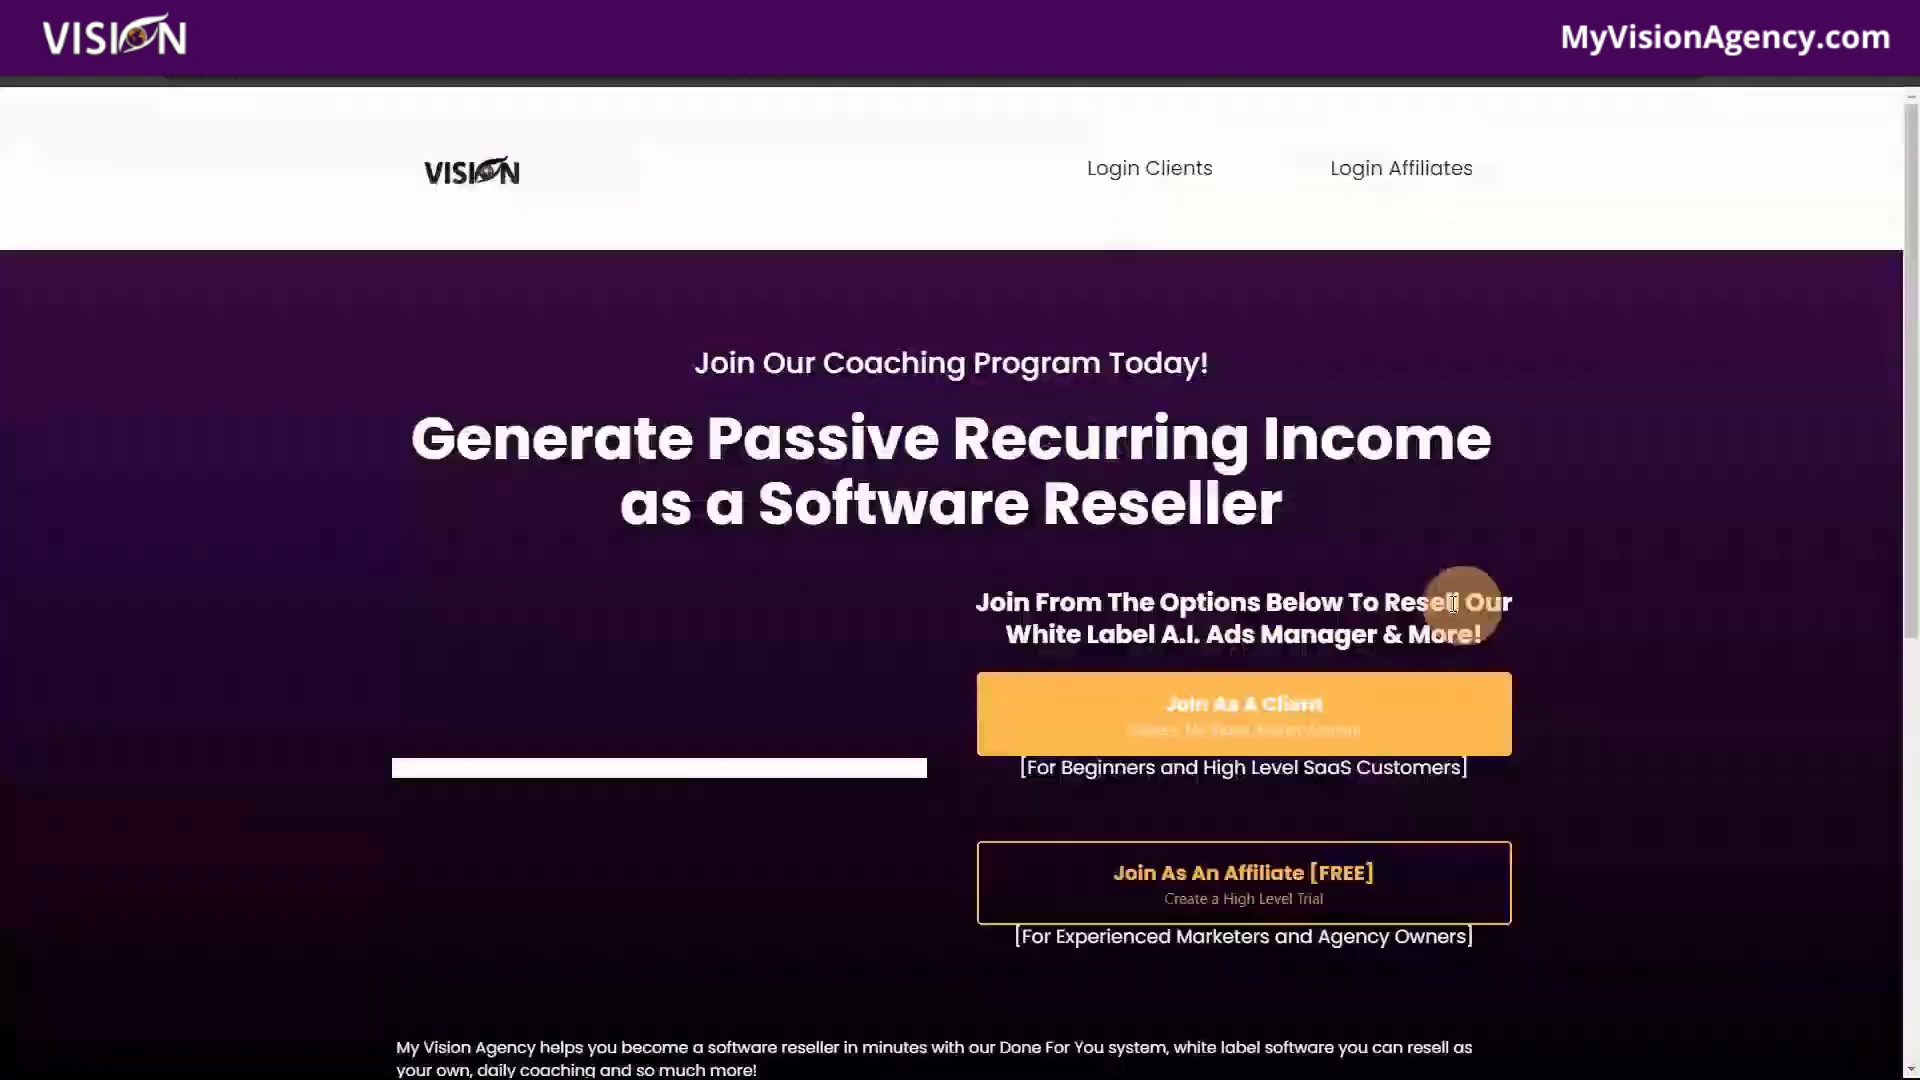 VISION
MyVisionAgency.com
VISION
Login Clients
Login Affiliates
Join Our Coaching Program Today!
Generate Passive Recurring Income
as a Software Reseller
Join From The Options Below To Resell Our
White Label A.I. Ads Manager & More!
Join As A Client
[For Beginners and High Level SaaS Customers]
Join As An Affiliate [FREE]
Create a High Level Trial
[For Experienced Marketers and Agency Owners]
My Vision Agency helps you become a software reseller in minutes with our Done For You system, white label software you can resell as
your own, daily coaching and so much more!